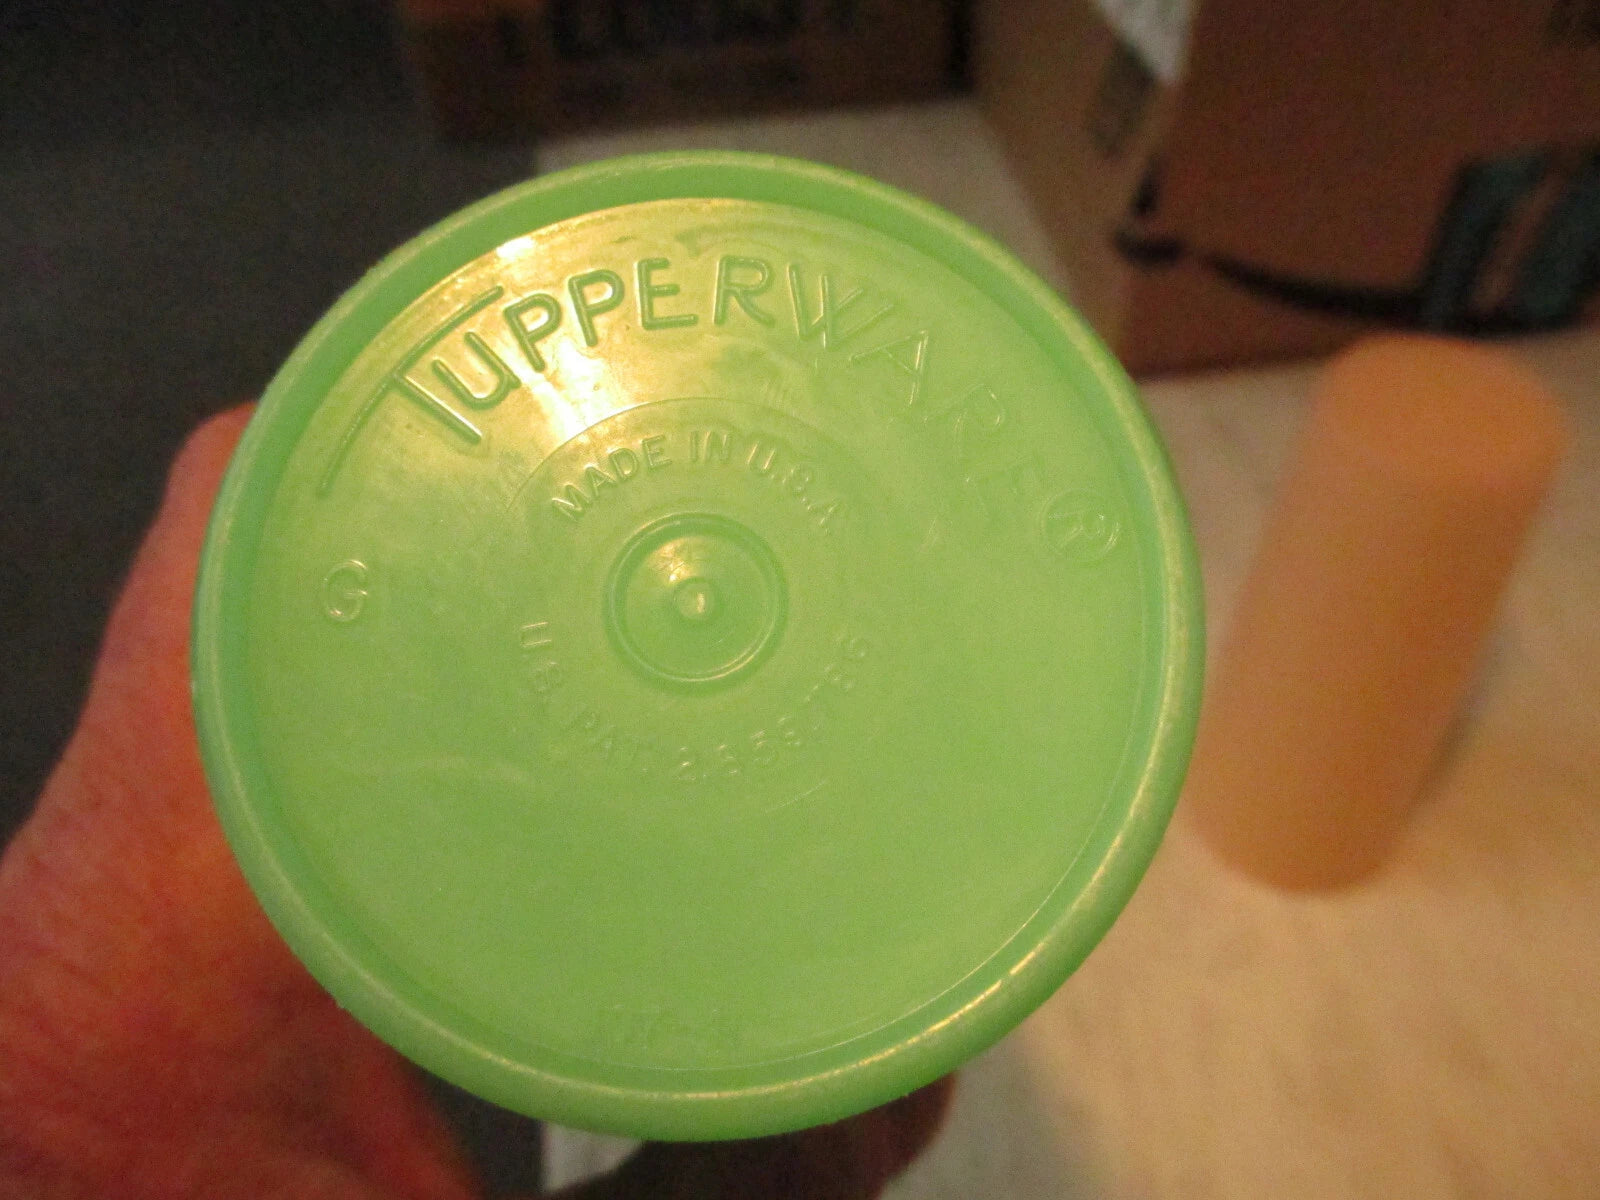 TUPPERWARE®
MADE IN U.S.A
G
U.S. PAT.